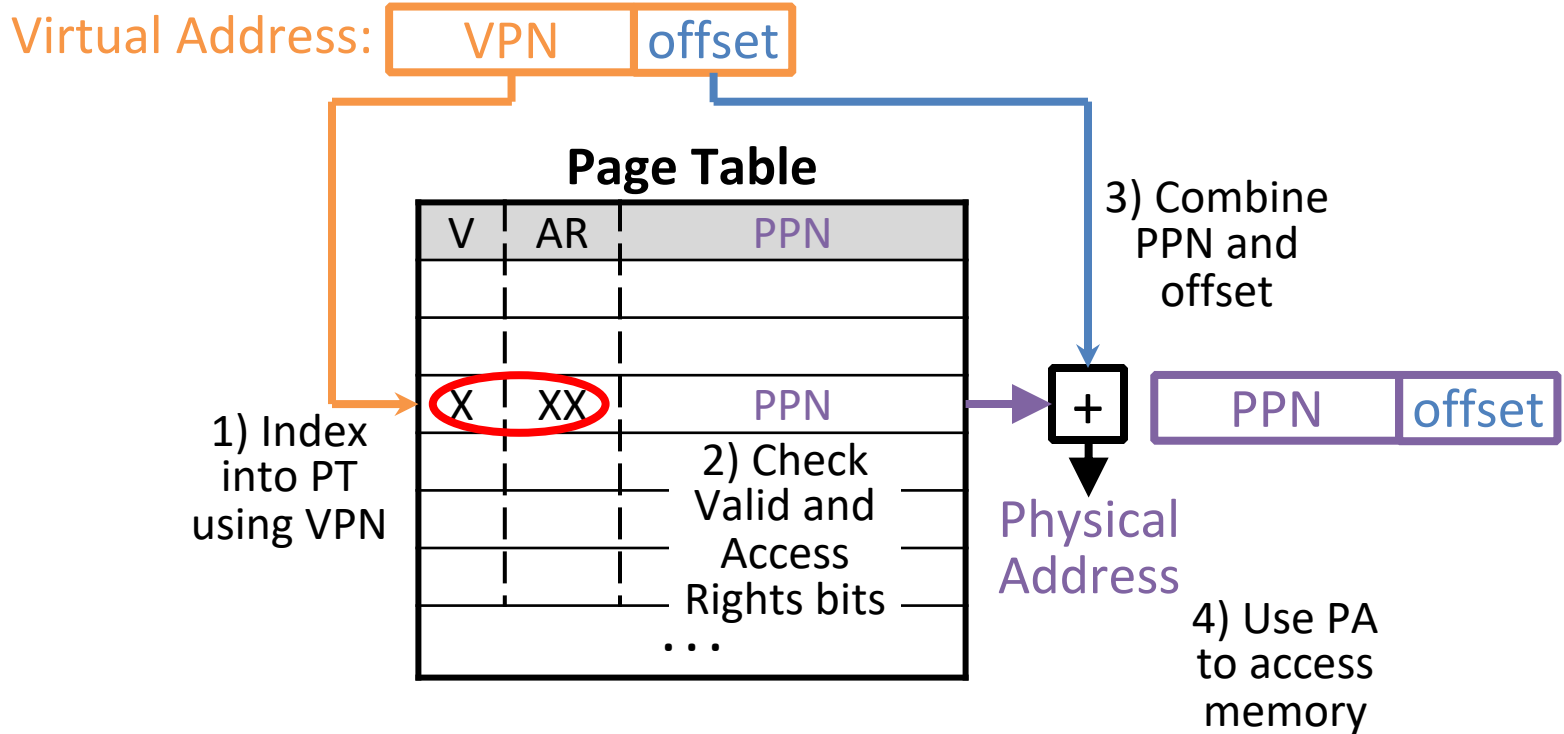 Virtual Address: VPN offset
Page Table
V AR PPN
3) Combine
PPN and
offset
X XX PPN
+
PPN offset
1) Index
into PT
using VPN
2) Check
Valid and
Access
Rights bits
...
Physical
Address
4) Use PA
to access
memory